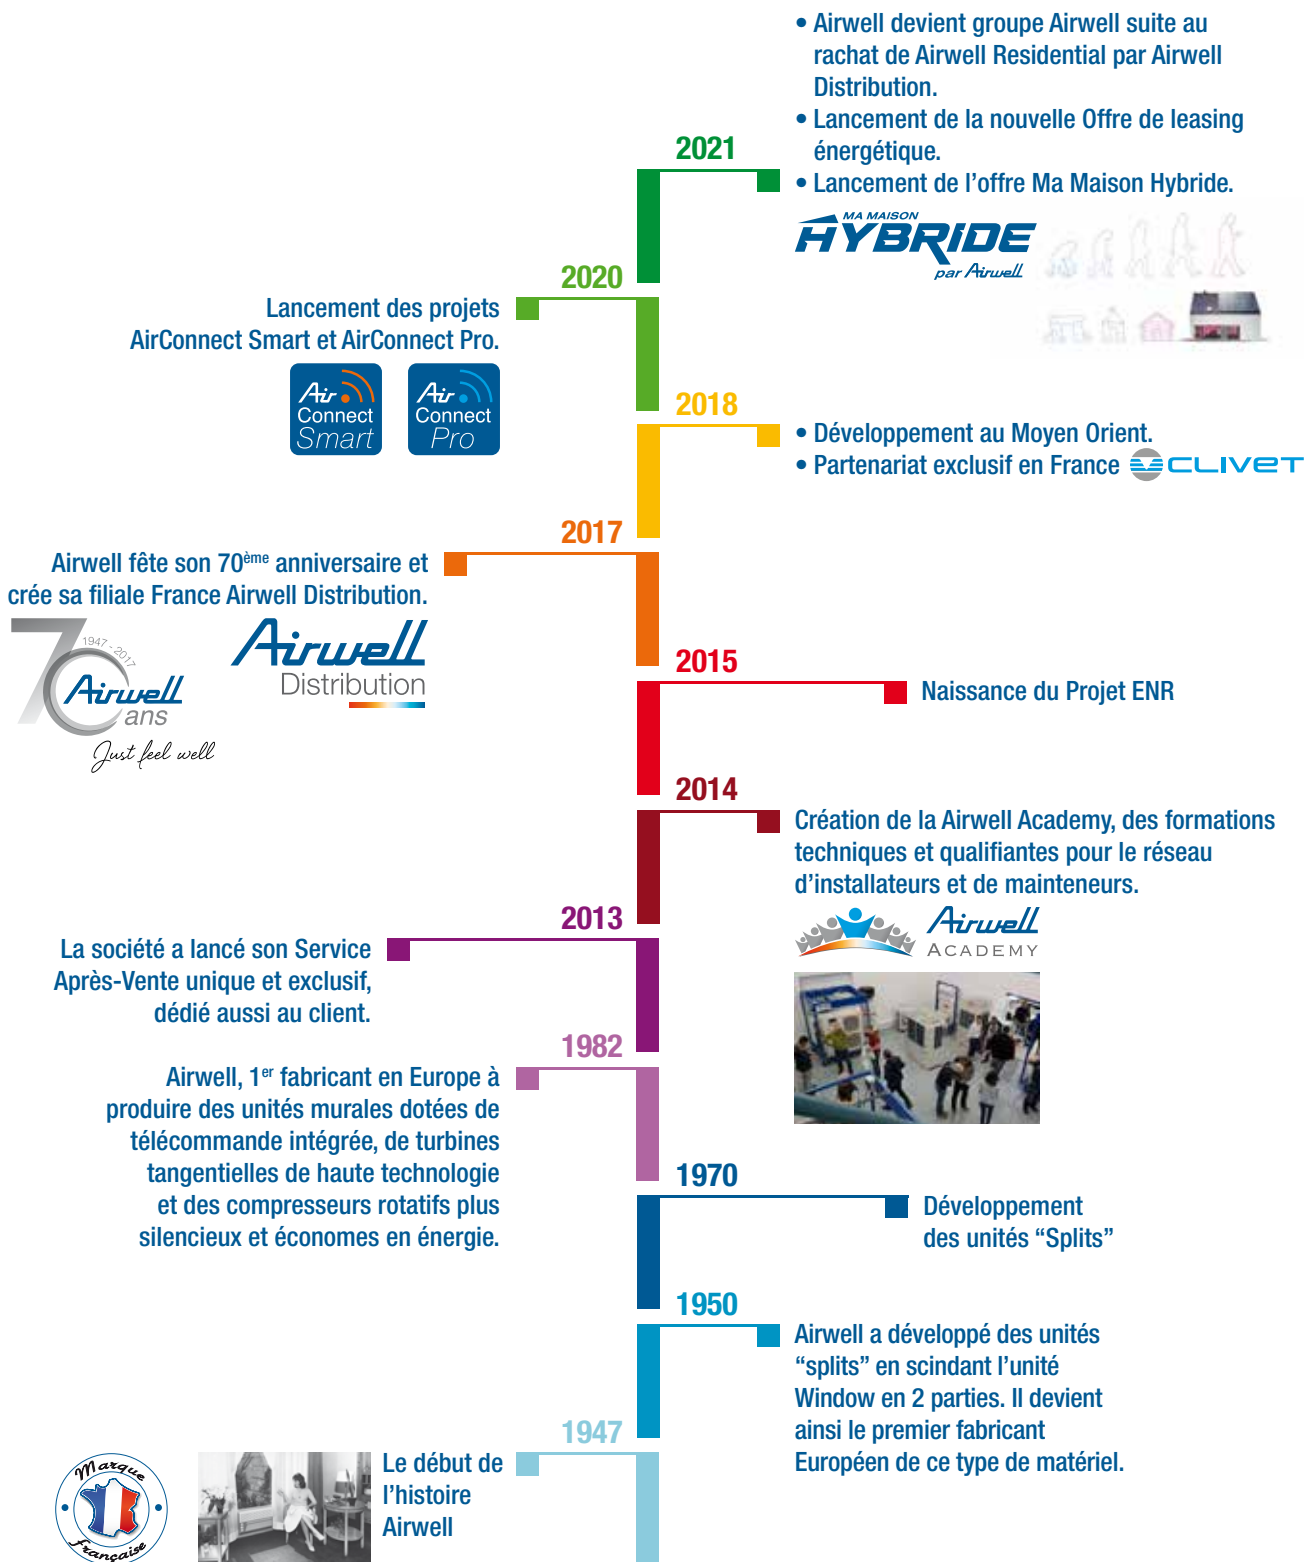 • Airwell devient groupe Airwell suite au
rachat de Airwell Residential par Airwell
Distribution.
• Lancement de la nouvelle Offre de leasing
énergétique.
• Lancement de l’offre Ma Maison Hybride.
2021
MA MAISON
HYBRIDE
par Airwell
2020
Lancement des projets
AirConnect Smart et AirConnect Pro.
Air
Connect
Smart
Air
Connect
Pro
2018
• Développement au Moyen Orient.
• Partenariat exclusif en France CLIVET
2017
Airwell fête son 70ème anniversaire et
crée sa filiale France Airwell Distribution.
70
1947 - 2017
Airwell
ans
Just feel well
Airwell
Distribution
2015
Naissance du Projet ENR
2014
Création de la Airwell Academy, des formations
techniques et qualifiantes pour le réseau
d’installateurs et de mainteneurs.
Airwell
ACADEMY
2013
La société a lancé son Service
Après-Vente unique et exclusif,
dédié aussi au client.
1982
Airwell, 1er fabricant en Europe à
produire des unités murales dotées de
télécommande intégrée, de turbines
tangentielles de haute technologie
et des compresseurs rotatifs plus
silencieux et économes en énergie.
1970
Développement
des unités “Splits”
1950
Airwell a développé des unités
“splits” en scindant l’unité
Window en 2 parties. Il devient
ainsi le premier fabricant
Européen de ce type de matériel.
1947
Le début de
l’histoire
Airwell
Marque
Française